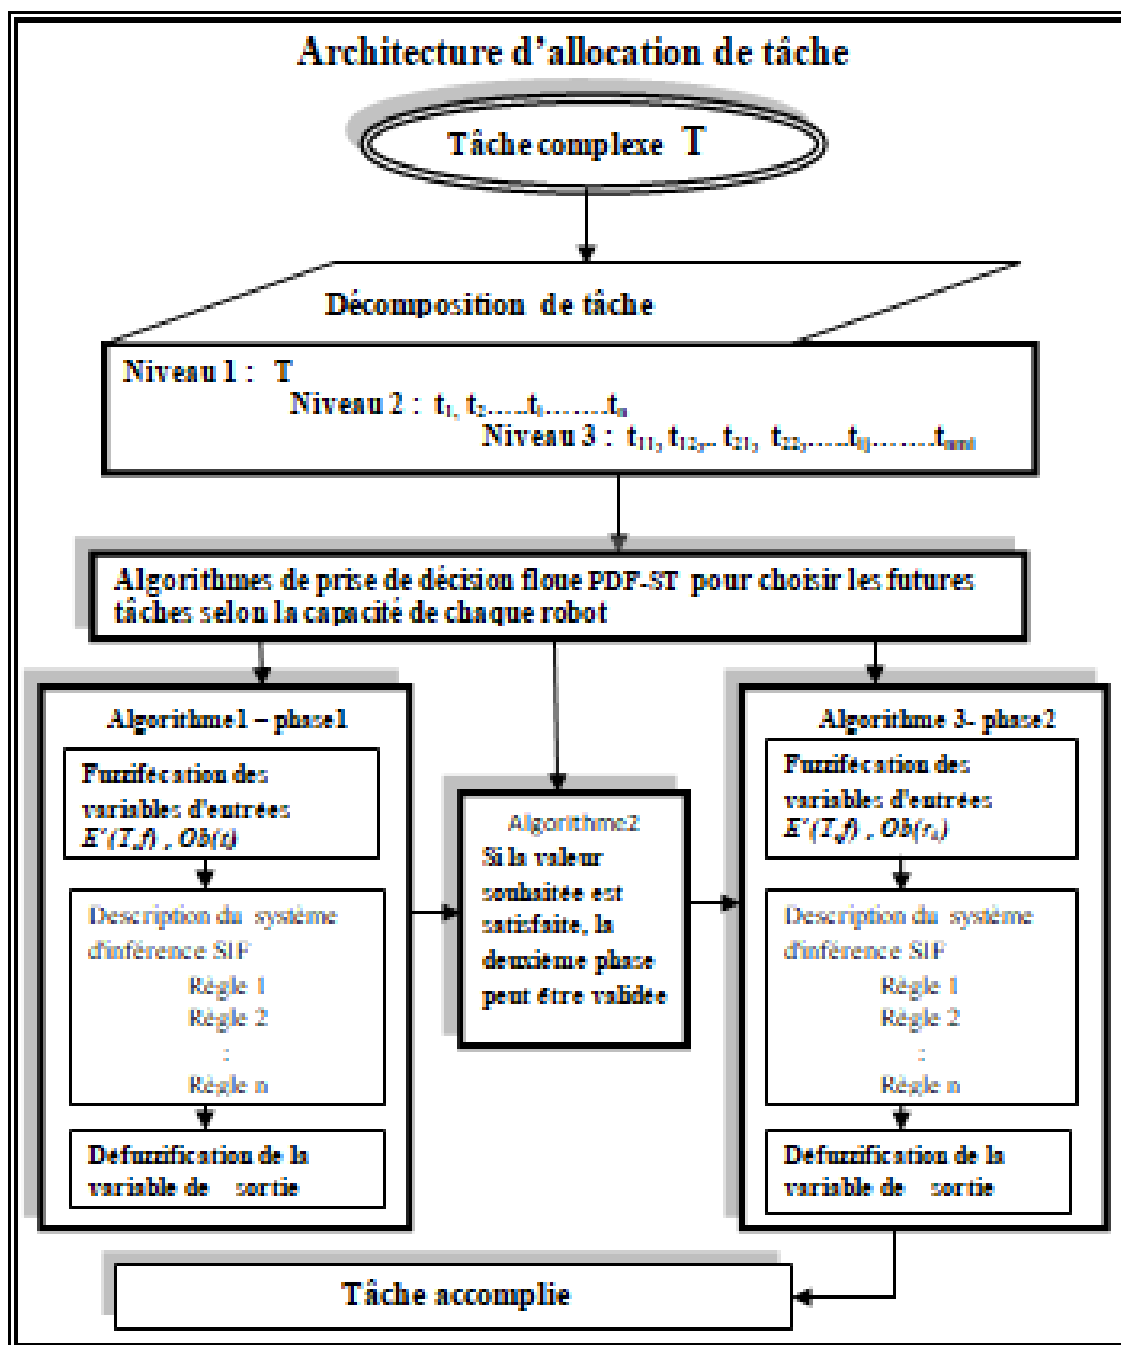 Architecture d'allocation de tâche
Tâche complexe T
Décomposition de tâche
Niveau 1 : T
Niveau 2 : t1, t2.....ti........tn
Niveau 3 : t11, t12,.. t21, t22,.....tij........
Algorithmes de prise de décision floue PDF-ST pour choisir les futures
tâches selon la capacité de chaque robot
Algorithme1 – phase1
Fuzzifécation des
variables d'entrées
E'(T,f) , Ob(t)
Description du système
d'inférence SIF
Règle 1
Règle 2
:
Règle n
Défuzzification de la
variable de sortie
Algorithme2
Si la valeur
souhaitée est
satisfaite, la
deuxième phase
peut être validée
Algorithme 3- phase2
Fuzzifécation des
variables d'entrées
Description du système
d'inférence SIF
Règle 1
Règle 2
:
Règle n
Défuzzification de la
variable de sortie
Tâche accomplie